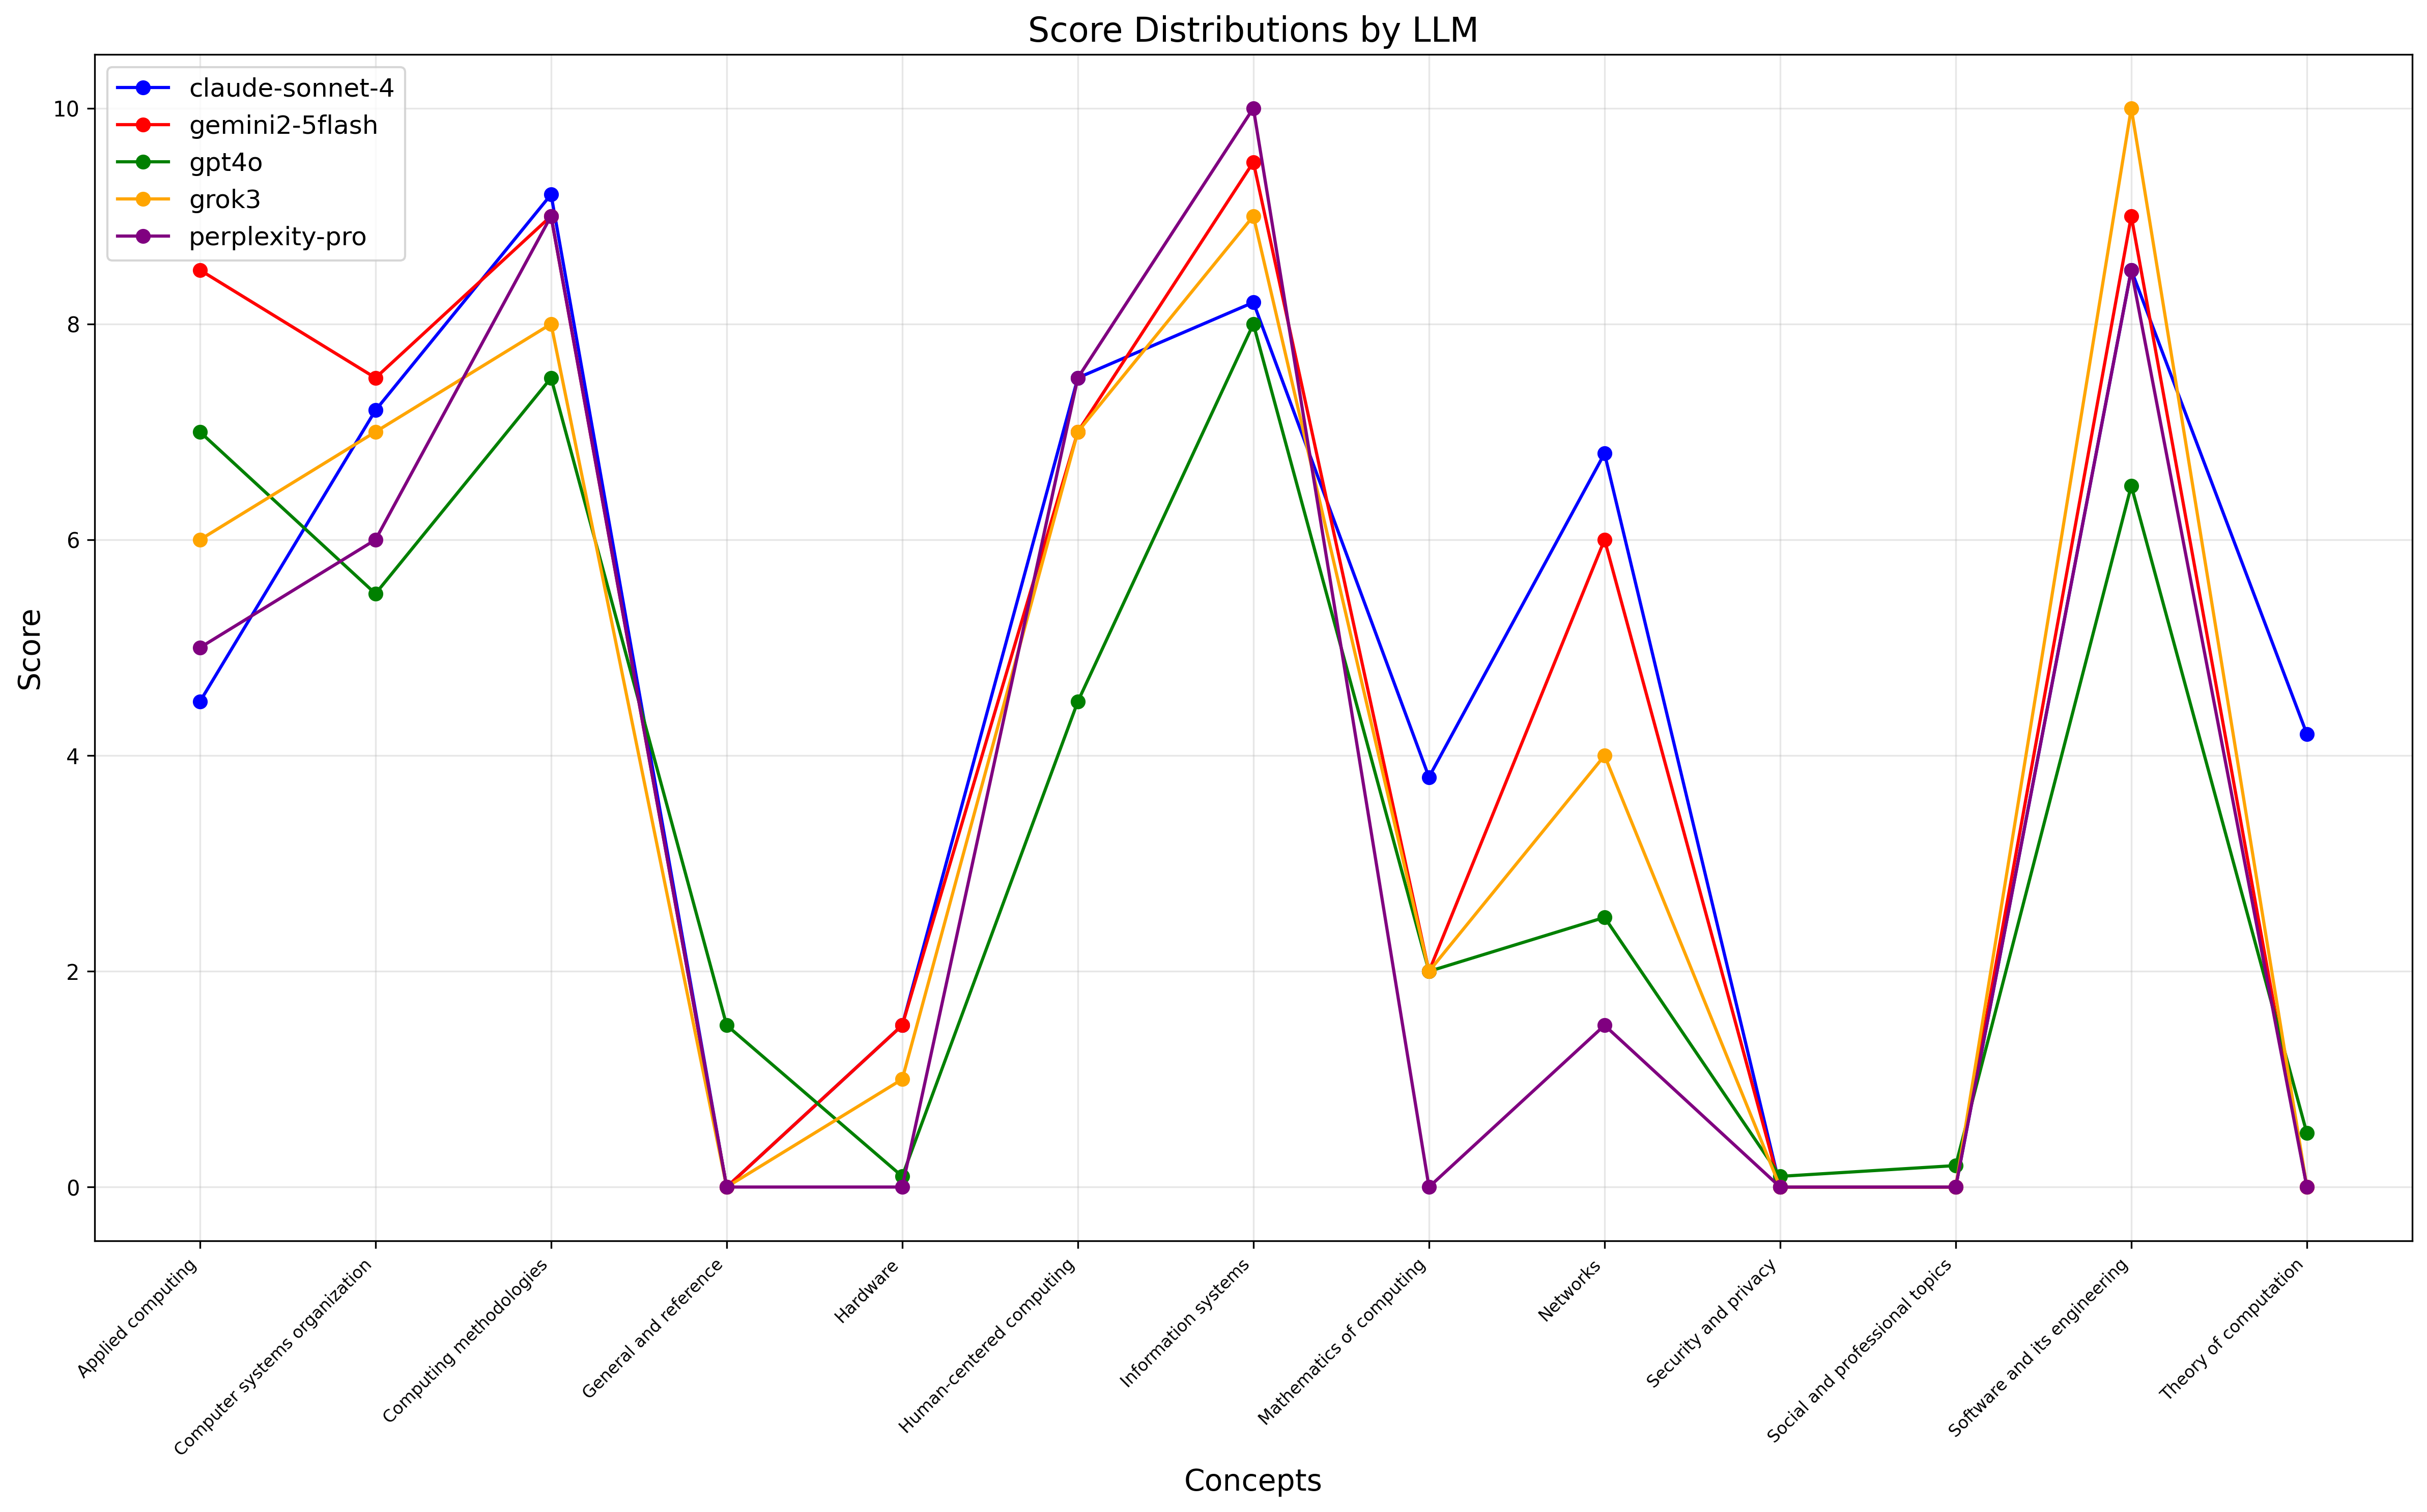 Score Distributions by LLM
claude-sonnet-4
gemini2-5flash
gpt4o
grok3
perplexity-pro
10
8
6
4
2
0
Score
Applied computing
Computer systems organization
Computing methodologies
General and reference
Hardware
Human-centered computing
Information systems
Mathematics of computing
Networks
Security and privacy
Social and professional topics
Software and its engineering
Theory of computation
Concepts